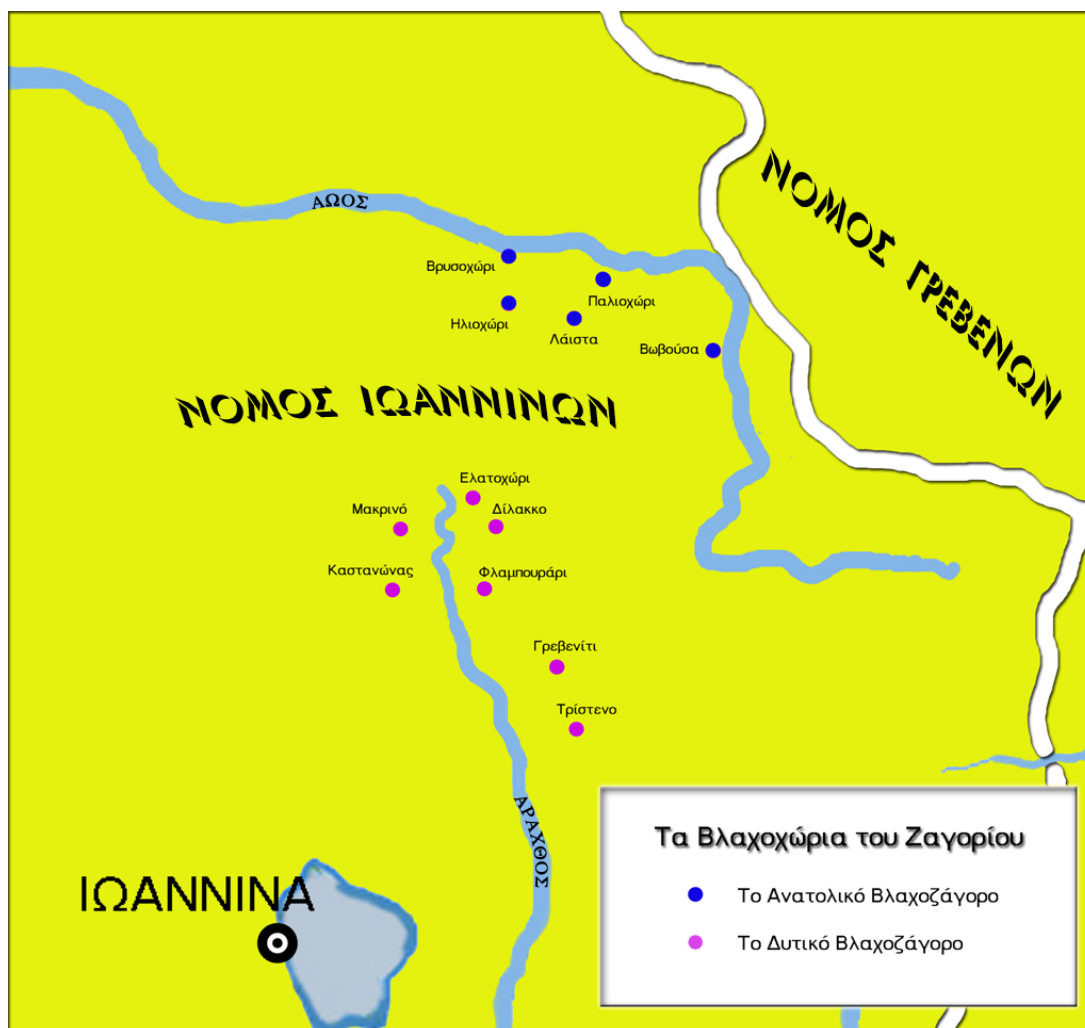 ΝΟΜΟΣ ΓΡΕΒΕΝΩΝ
ΑΩΟΣ
Βρυσοχώρι
Παλιοχώρι
Ηλιοχώρι
Λάιστα
Βωβούσα
ΝΟΜΟΣ ΙΩΑΝΝΙΝΩΝ
Ελατοχώρι
Μακρινό
Δίλακκο
Καστανώνας
Φλαμπουράρι
Γρεβενίτι
Τρίστενο
ΑΡΑΧΘΟΣ
ΙΩΑΝΝΙΝΑ
Τα Βλαχοχώρια του Ζαγορίου
Το Ανατολικό Βλαχοζάγορο
Το Δυτικό Βλαχοζάγορο